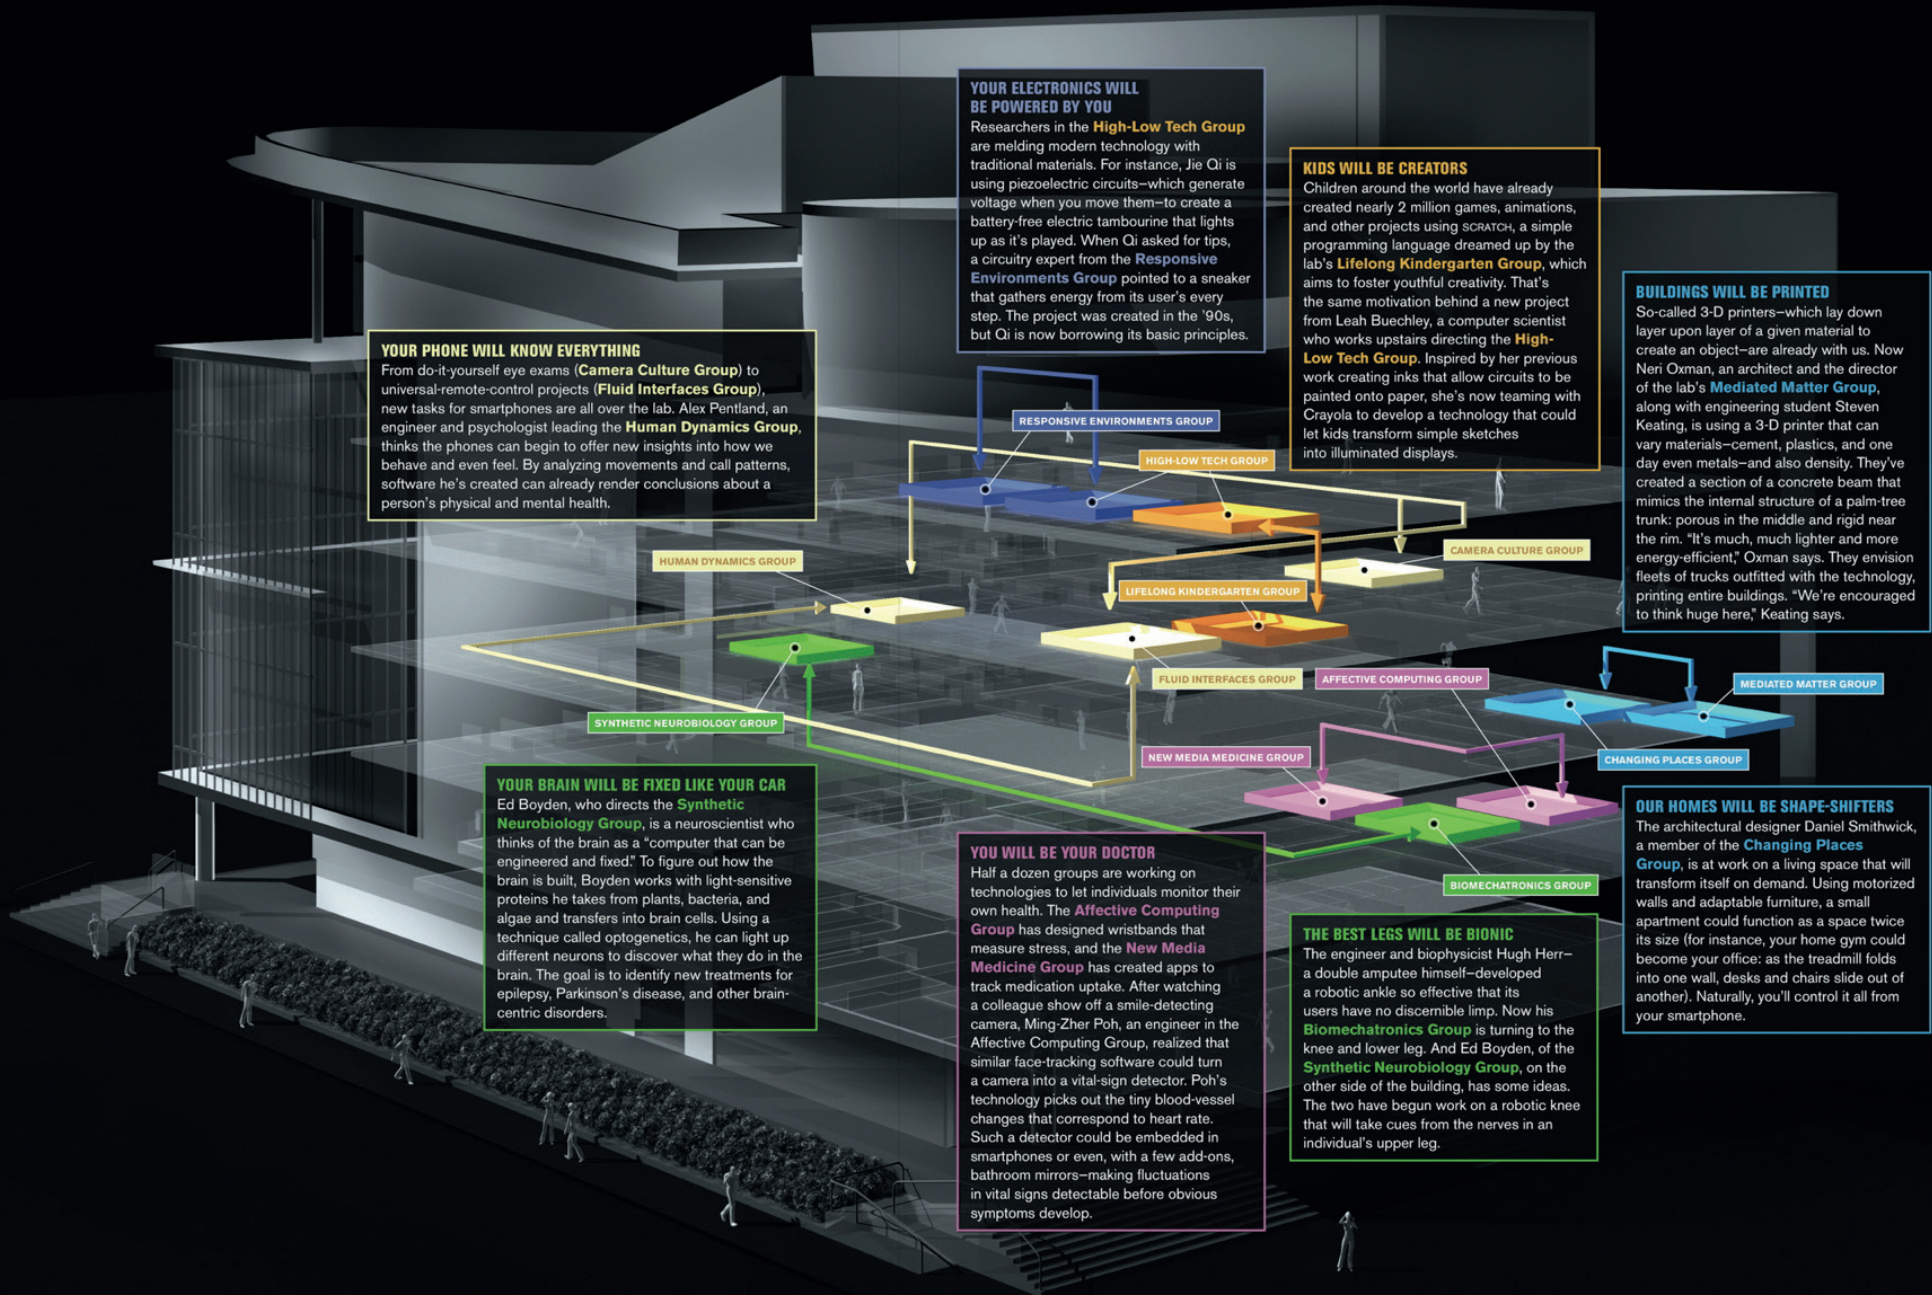 YOUR ELECTRONICS WILL
BE POWERED BY YOU
Researchers in the High-Low Tech Group
are melding modern technology with
traditional materials. For instance, Jie Qi is
using piezoelectric circuits—which generate
voltage when you move them—to create a
battery-free electric tambourine that lights
up as it's played. When Qi asked for tips,
a circuitry expert from the Responsive
Environments Group pointed to a sneaker
that gathers energy from its user's every
step. The project was created in the '90s,
but Qi is now borrowing its basic principles.
KIDS WILL BE CREATORS
Children around the world have already
created nearly 2 million games, animations,
and other projects using SCRATCH, a simple
programming language dreamed up by the
lab's Lifelong Kindergarten Group, which
aims to foster youthful creativity. That's
the same motivation behind a new project
from Leah Buechley, a computer scientist
who works upstairs directing the High-
Low Tech Group. Inspired by her previous
work creating inks that allow circuits to be
painted onto paper, she's now teaming with
Crayola to develop a technology that could
let kids transform simple sketches
into illuminated displays.
BUILDINGS WILL BE PRINTED
So-called 3-D printers—which lay down
layer upon layer of a given material to
create an object—are already with us. Now
Neri Oxman, an architect and the director
of the lab's Mediated Matter Group,
along with engineering student Steven
Keating, is using a 3-D printer that can
vary materials—cement, plastics, and one
day even metals—and also density. They've
created a section of a concrete beam that
mimics the internal structure of a palm-tree
trunk: porous in the middle and rigid near
the rim. "It's much, much lighter and more
energy-efficient," Oxman says. They envision
fleets of trucks outfitted with the technology,
printing entire buildings. "We're encouraged
to think huge here," Keating says.
YOUR PHONE WILL KNOW EVERYTHING
From do-it-yourself eye exams (Camera Culture Group) to
universal-remote-control projects (Fluid Interfaces Group),
new tasks for smartphones are all over the lab. Alex Pentland, an
engineer and psychologist leading the Human Dynamics Group,
thinks the phones can begin to offer new insights into how we
behave and even feel. By analyzing movements and call patterns,
software he's created can already render conclusions about a
person's physical and mental health.
RESPONSIVE ENVIRONMENTS GROUP
HIGH-LOW TECH GROUP
HUMAN DYNAMICS GROUP
CAMERA CULTURE GROUP
LIFELONG KINDERGARTEN GROUP
FLUID INTERFACES GROUP
AFFECTIVE COMPUTING GROUP
MEDIATED MATTER GROUP
SYNTHETIC NEUROBIOLOGY GROUP
NEW MEDIA MEDICINE GROUP
CHANGING PLACES GROUP
BIOMECHATRONICS GROUP
YOUR BRAIN WILL BE FIXED LIKE YOUR CAR
Ed Boyden, who directs the Synthetic
Neurobiology Group, is a neuroscientist who
thinks of the brain as a "computer that can be
engineered and fixed." To figure out how the
brain is built, Boyden works with light-sensitive
proteins he takes from plants, bacteria, and
algae and transfers into brain cells. Using a
technique called optogenetics, he can light up
different neurons to discover what they do in the
brain. The goal is to identify new treatments for
epilepsy, Parkinson's disease, and other brain-
centric disorders.
YOU WILL BE YOUR DOCTOR
Half a dozen groups are working on
technologies to let individuals monitor their
own health. The Affective Computing
Group has designed wristbands that
measure stress, and the New Media
Medicine Group has created apps to
track medication uptake. After watching
a colleague show off a smile-detecting
camera, Ming-Zher Poh, an engineer in the
Affective Computing Group, realized that
similar face-tracking software could turn
a camera into a vital-sign detector. Poh's
technology picks out the tiny blood-vessel
changes that correspond to heart rate.
Such a detector could be embedded in
smartphones or even, with a few add-ons,
bathroom mirrors—making fluctuations
in vital signs detectable before obvious
symptoms develop.
THE BEST LEGS WILL BE BIONIC
The engineer and biophysicist Hugh Herr—
a double amputee himself—developed
a robotic ankle so effective that its
users have no discernible limp. Now his
Biomechatronics Group is turning to the
knee and lower leg. And Ed Boyden, of the
Synthetic Neurobiology Group, on the
other side of the building, has some ideas.
The two have begun work on a robotic knee
that will take cues from the nerves in an
individual's upper leg.
OUR HOMES WILL BE SHAPE-SHIFTERS
The architectural designer Daniel Smithwick,
a member of the Changing Places
Group, is at work on a living space that will
transform itself on demand. Using motorized
walls and adaptable furniture, a small
apartment could function as a space twice
its size (for instance, your home gym could
become your office: as the treadmill folds
into one wall, desks and chairs slide out of
another). Naturally, you'll control it all from
your smartphone.